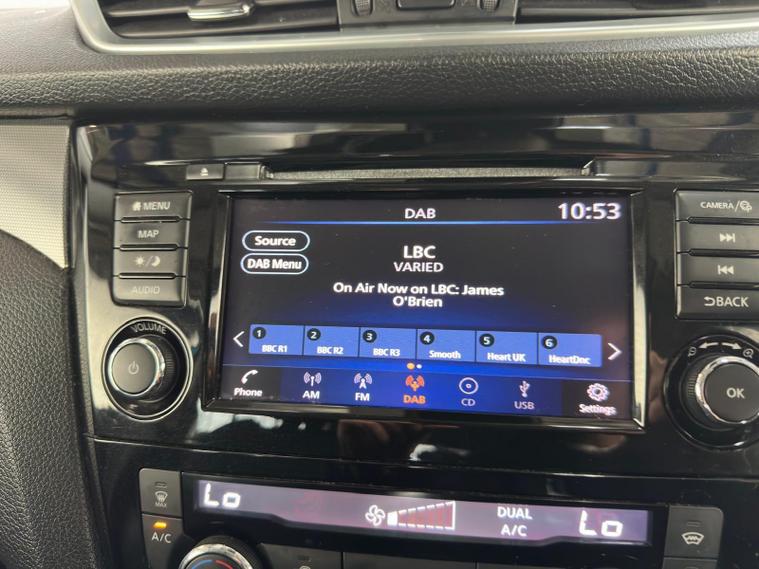 MENU
MAP
AUDIO
VOLUME
DAB
10:53
Source
DAB Menu
LBC
VARIED
On Air Now on LBC: James
O'Brien
1
BBC R1
2
BBC R2
3
BBC R3
4
Smooth
5
Heart UK
6
HeartDnc
Phone
AM
FM
DAB
CD
USB
Settings
CAMERA/
BACK
OK
MAX
A/C
Lo
DUAL
A/C
Lo